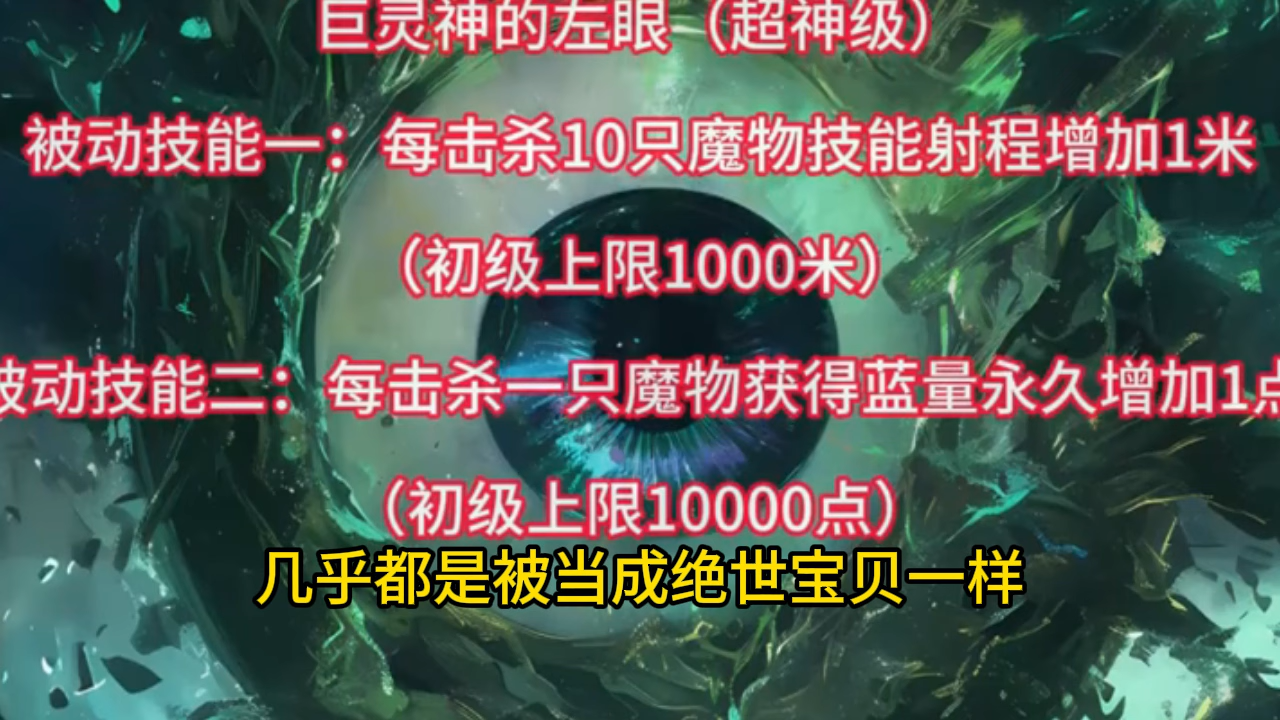 巨灵神的左眼（超神级）
被动技能一：每击杀10只魔物技能射程增加1米
（初级上限1000米）
被动技能二：每击杀一只魔物获得蓝量永久增加1点
（初级上限10000点）
几乎都是被当成绝世宝贝一样